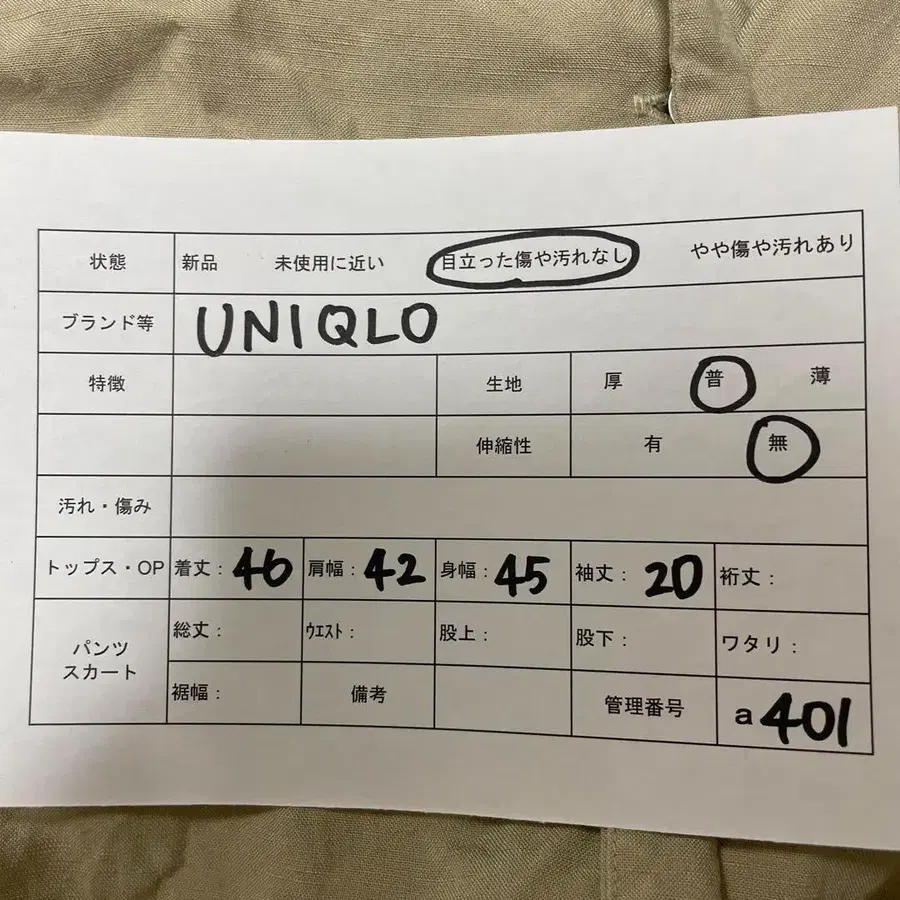 状態 新品 未使用に近い 目立った傷や汚れなし やや傷や汚れあり
ブランド等 UNIQLO
特徴 生地 厚 普 薄
伸縮性 有 無
汚れ・傷み
トップス・OP 着丈：46 肩幅：42 身幅：45 袖丈：20 裄丈：
パンツ
スカート
総丈： ｳｴｽﾄ： 股上： 股下： ワタリ：
裾幅： 備考 管理番号 a401